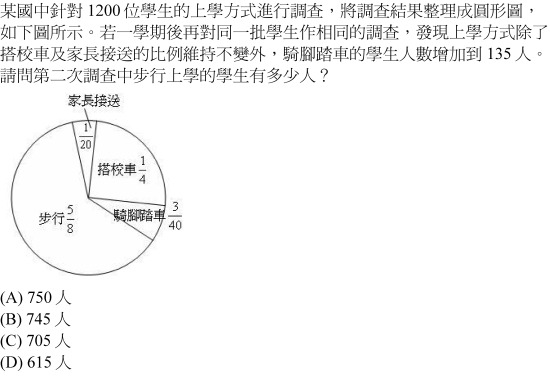 某國中針對 1200 位學生的上學方式進行調查，將調查結果整理成圓形圖，
如下圖所示。若一學期後再對同一批學生作相同的調查，發現上學方式除了
搭校車及家長接送的比例維持不變外，騎腳踏車的學生人數增加到 135 人。
請問第二次調查中步行上學的學生有多少人？
家長接送
1/20
搭校車 1/4
騎腳踏車 3/40
步行 5/8
(A) 750 人
(B) 745 人
(C) 705 人
(D) 615 人